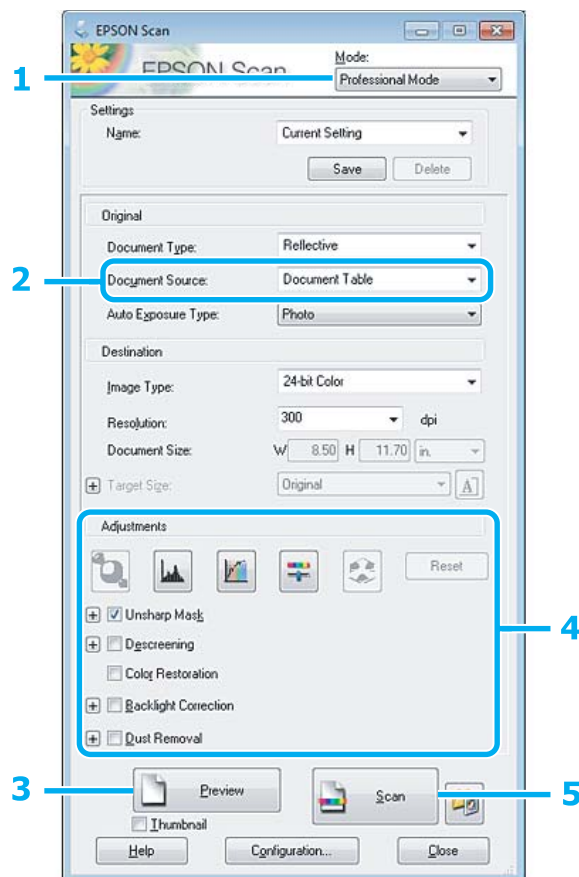 EPSON Scan
EPSON Scan
Mode:
1
Professional Mode
Settings
Name:
Current Setting
Save
Delete
Original
Document Type:
Reflective
2
Document Source:
Document Table
Auto Exposure Type:
Photo
Destination
Image Type:
24-bit Color
Resolution:
300
dpi
Document Size:
W 8.50 H 11.70 in.
Target Size:
Original
A
Adjustments
Reset
Unsharp Mask
4
Descreening
Color Restoration
Backlight Correction
Dust Removal
3
Preview
Scan
5
Thumbnail
Help
Configuration...
Close